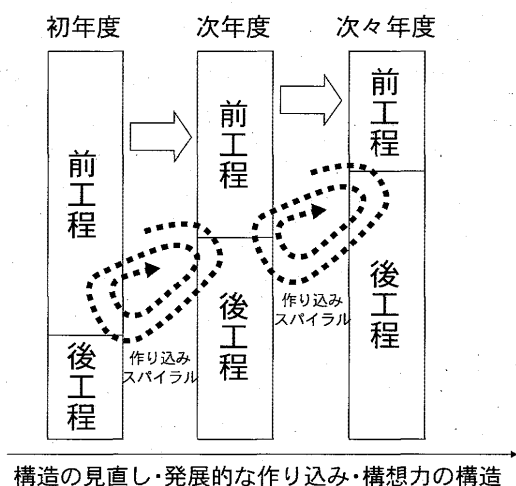 初年度
次年度
次々年度
前工程
後工程
前工程
後工程
前工程
後工程
作り込み
スパイラル
作り込み
スパイラル
構造の見直し・発展的な作り込み・構想力の構造